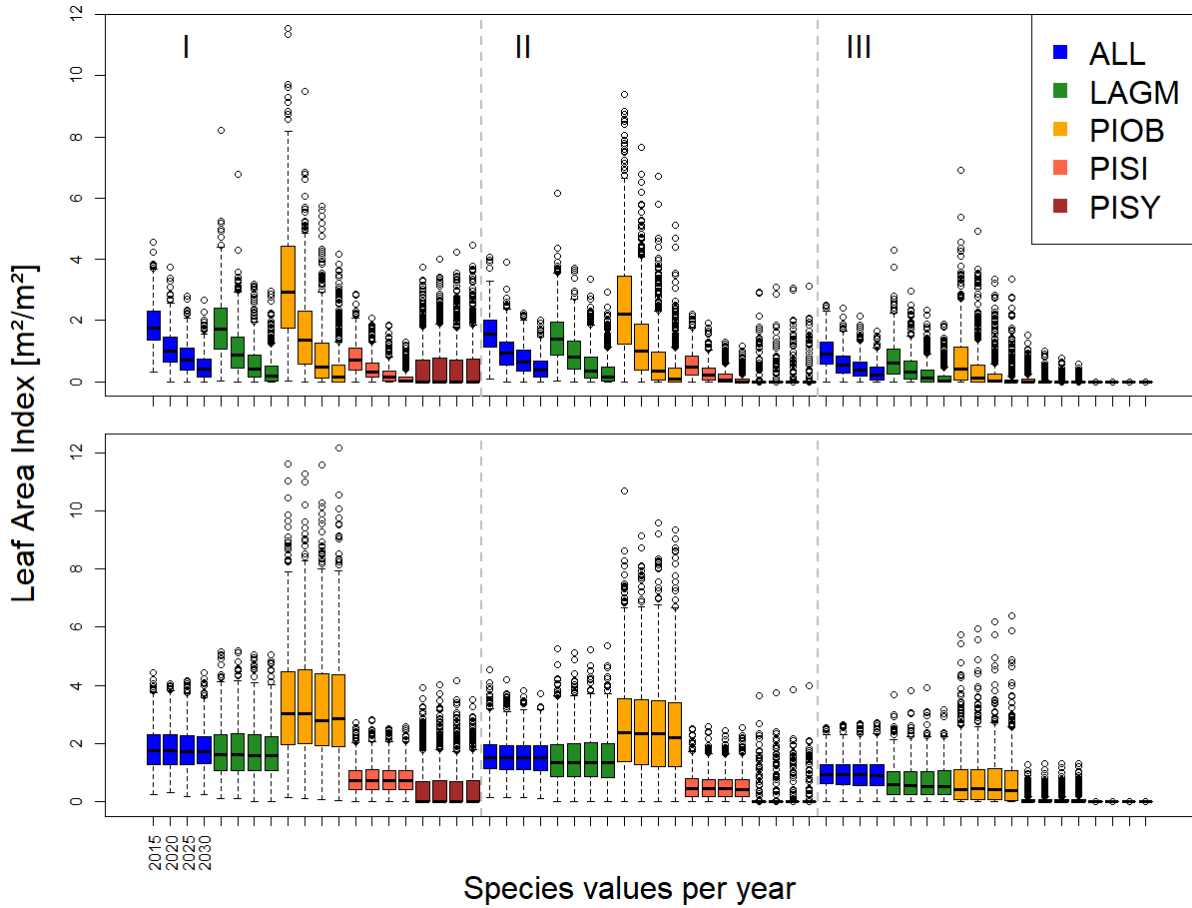 12
10
8
6
4
2
0
I
II
III
ALL
LAGM
PIOB
PISI
PISY
Leaf Area Index [m²/m²]
12
10
8
6
4
2
0
2015
2020
2025
2030
Species values per year